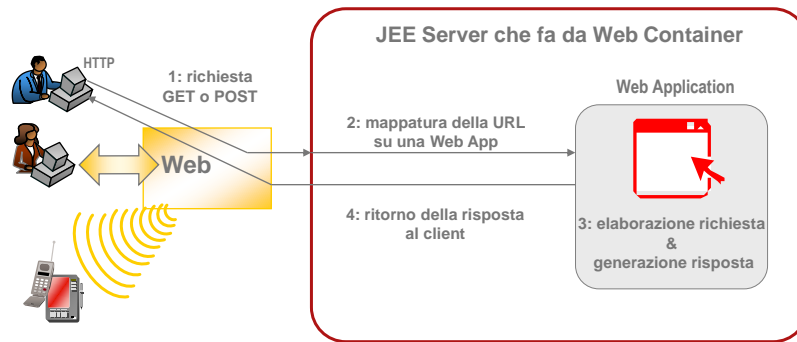 JEE Server che fa da Web Container
HTTP
1: richiesta
GET o POST
Web Application
2: mappatura della URL
su una Web App
Web
4: ritorno della risposta
al client
3: elaborazione richiesta
&
generazione risposta